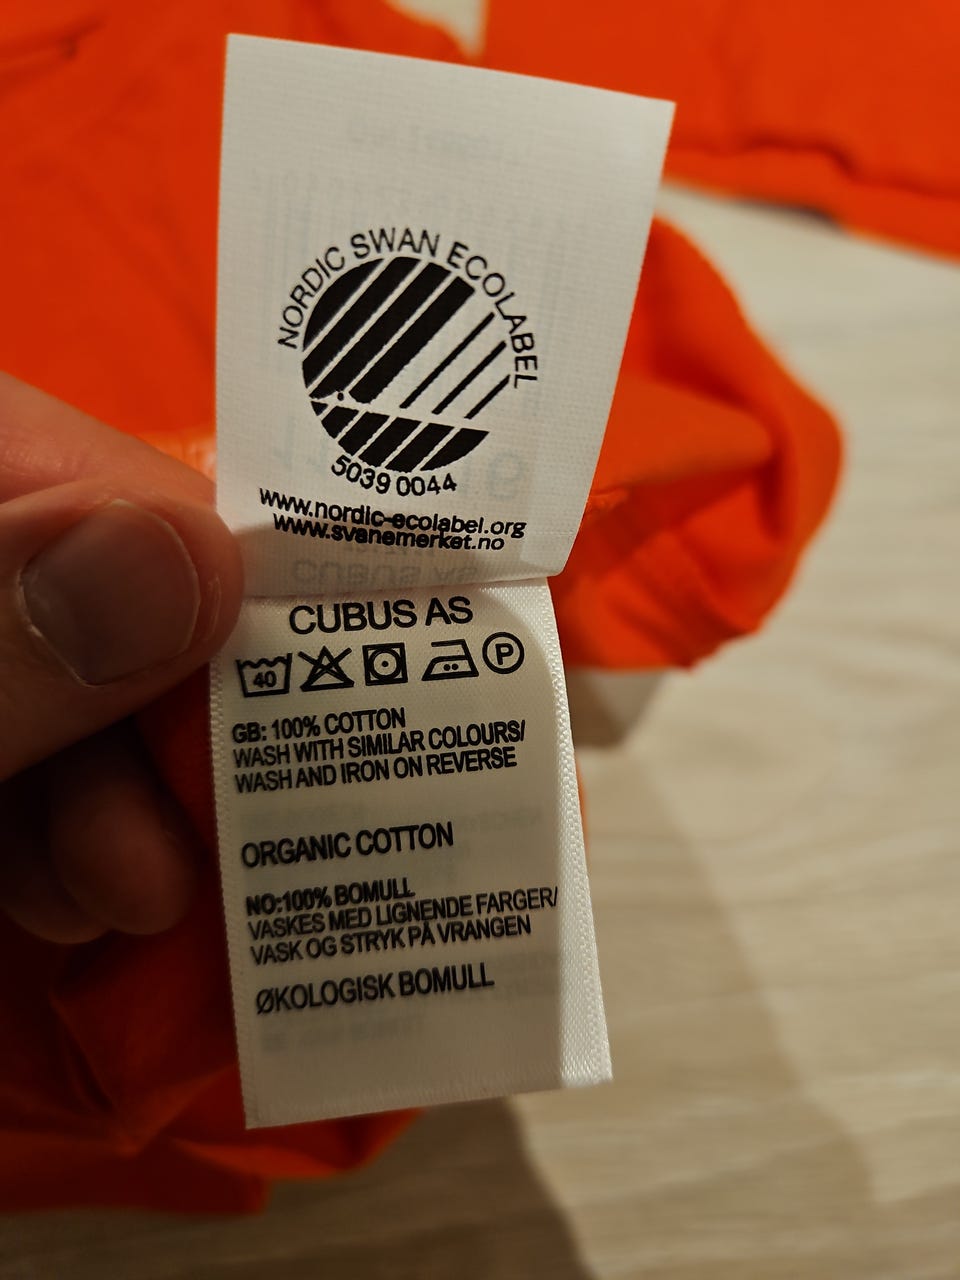 NORDIC SWAN ECOLABEL
5039 0044
www.nordic-ecolabel.org
www.svanemerket.no
CUBUS AS
40 P
GB: 100% COTTON
WASH WITH SIMILAR COLOURS/
WASH AND IRON ON REVERSE
ORGANIC COTTON
NO:100% BOMULL
VASKES MED LIGNENDE FARGER/
VASK OG STRYK PÅ VRANGEN
ØKOLOGISK BOMULL